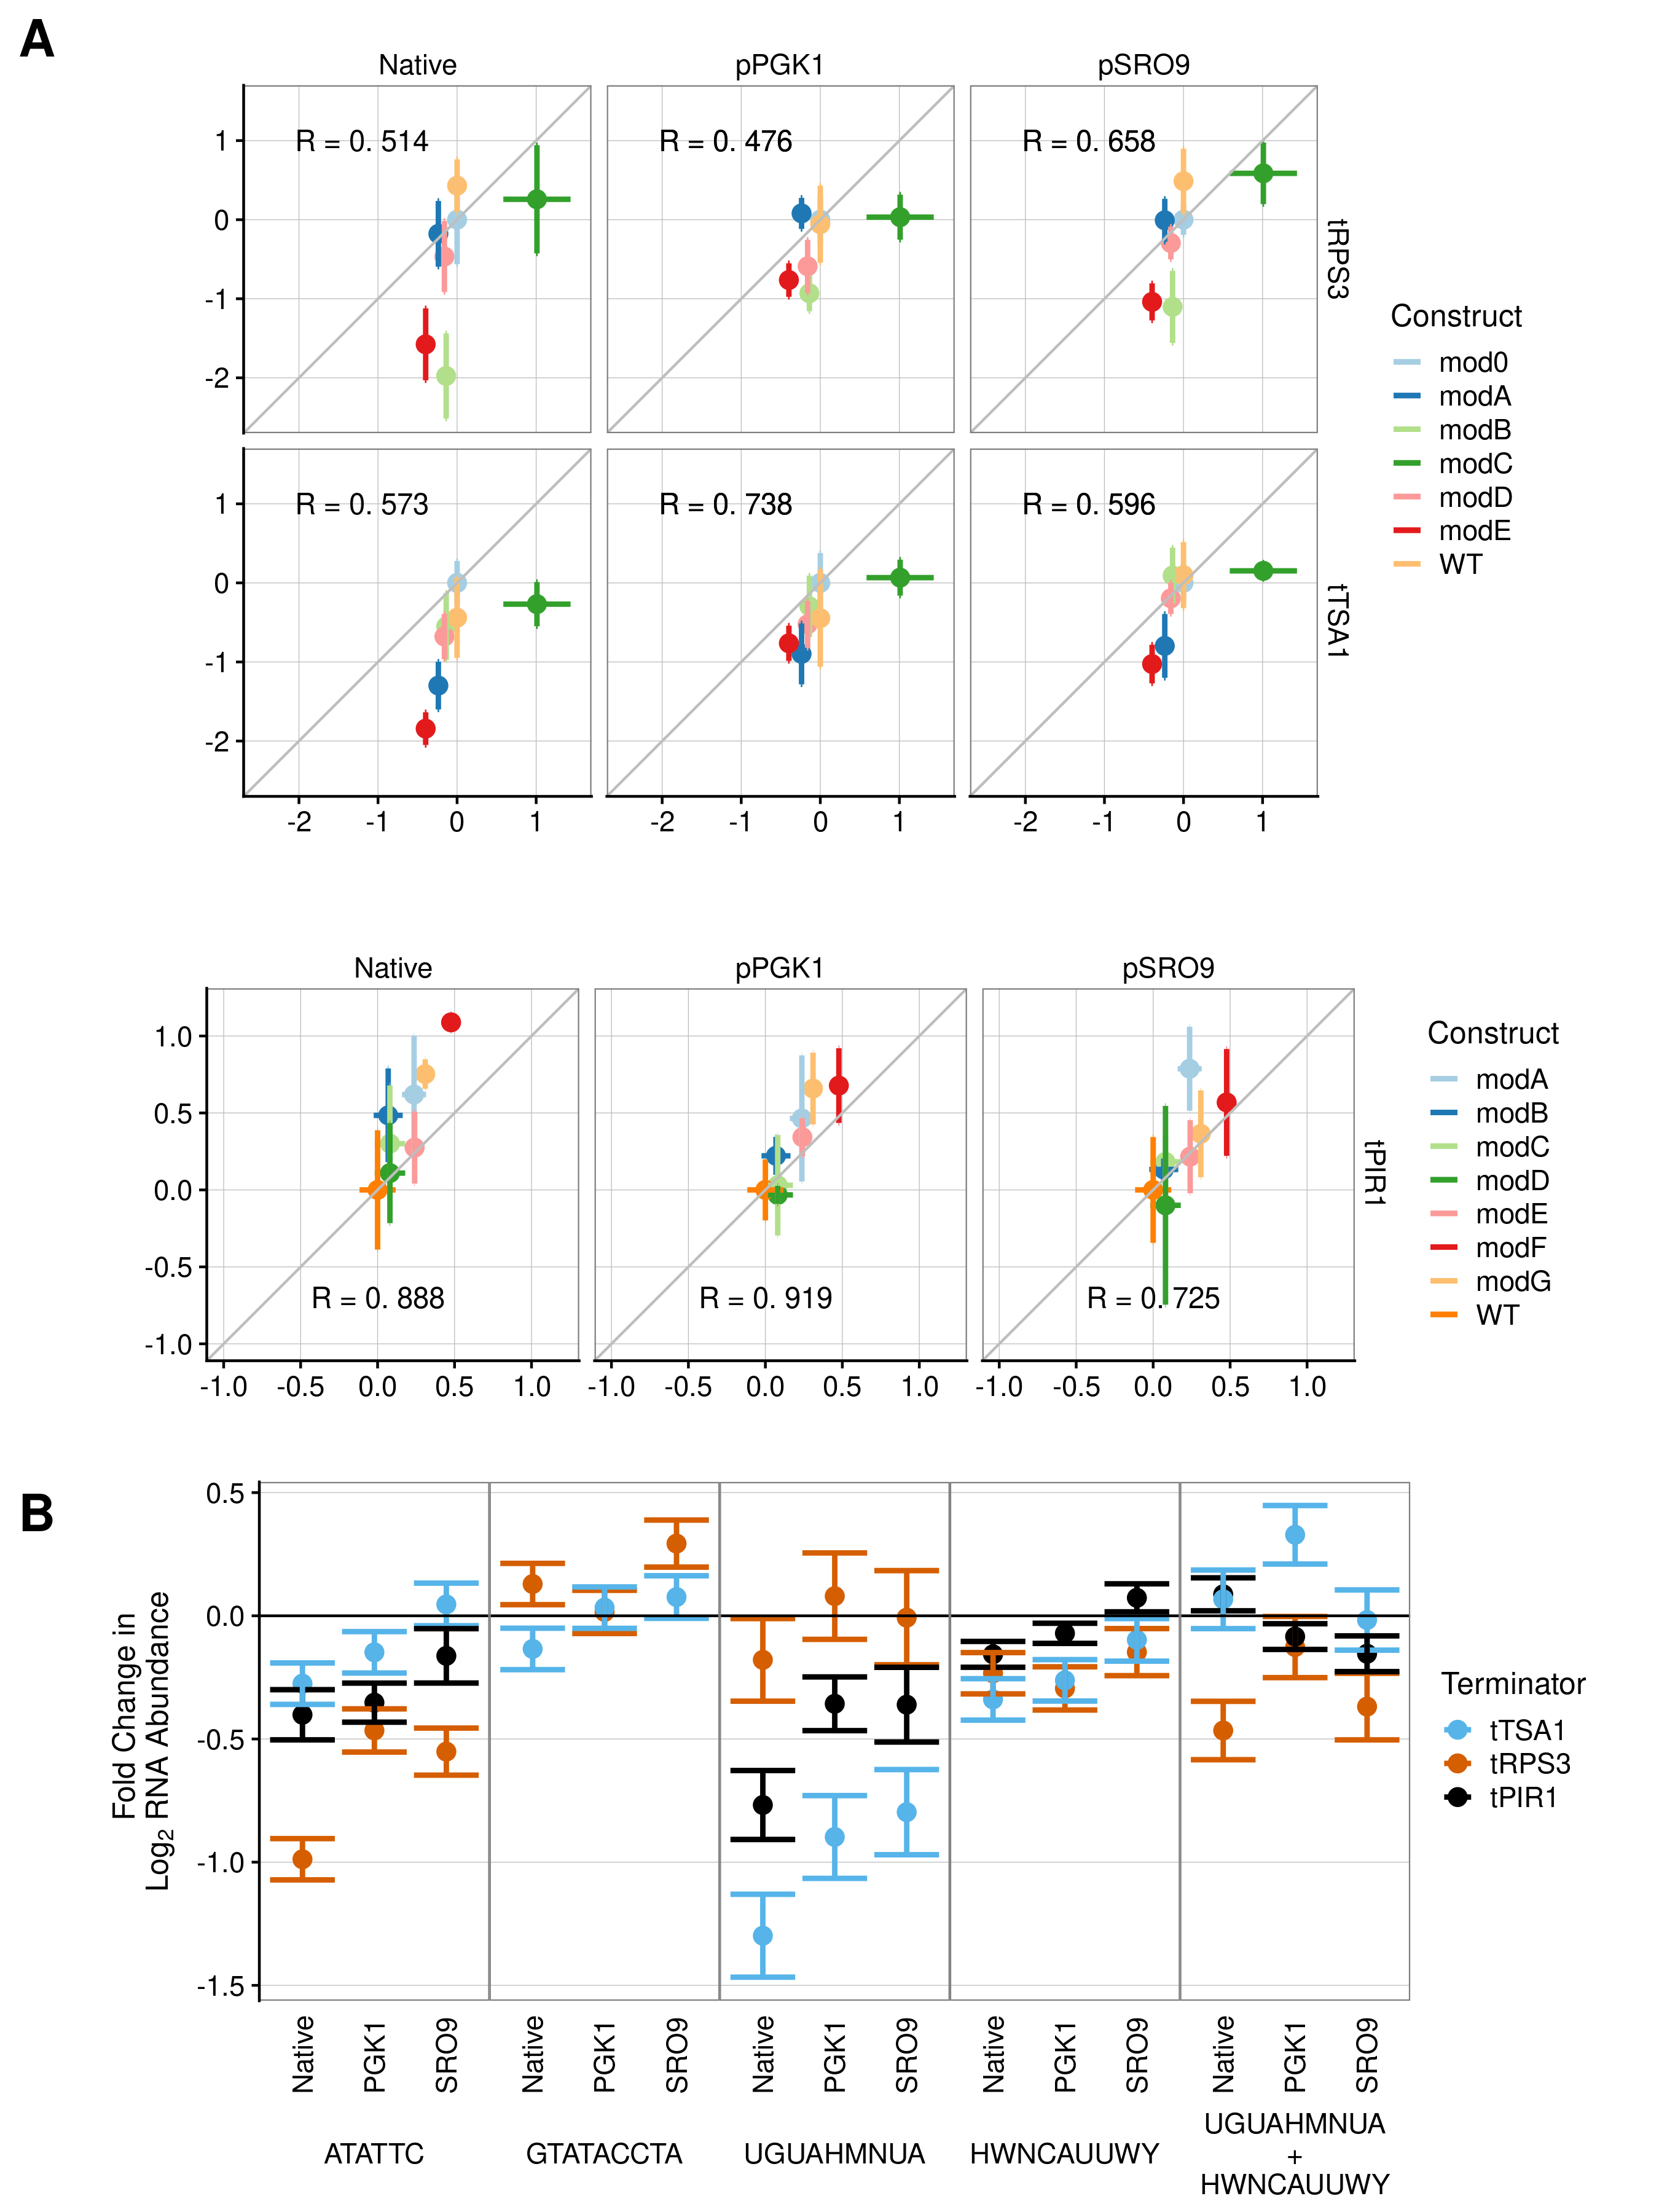 A
Native pPGK1 pSRO9
1 R = 0. 514 R = 0. 476 R = 0. 658
0
-1
-2
tRPS3
1 R = 0. 573 R = 0. 738 R = 0. 596
0
-1
-2
tTSA1
-2 -1 0 1 -2 -1 0 1 -2 -1 0 1
Construct
mod0
modA
modB
modC
modD
modE
WT
Native pPGK1 pSRO9
1.0
0.5
0.0
-0.5
R = 0. 888 R = 0. 919 R = 0. 725
-1.0
tPIR1
-1.0 -0.5 0.0 0.5 1.0 -1.0 -0.5 0.0 0.5 1.0 -1.0 -0.5 0.0 0.5 1.0
Construct
modA
modB
modC
modD
modE
modF
modG
WT
B
Fold Change in
Log2 RNA Abundance
0.5
0.0
-0.5
-1.0
-1.5
Native PGK1 SRO9 Native PGK1 SRO9 Native PGK1 SRO9 Native PGK1 SRO9 Native PGK1 SRO9
ATATTC GTATACCTA UGUAHMNUA HWNCAUUWY
UGUAHMNUA
+
HWNCAUUWY
Terminator
tTSA1
tRPS3
tPIR1